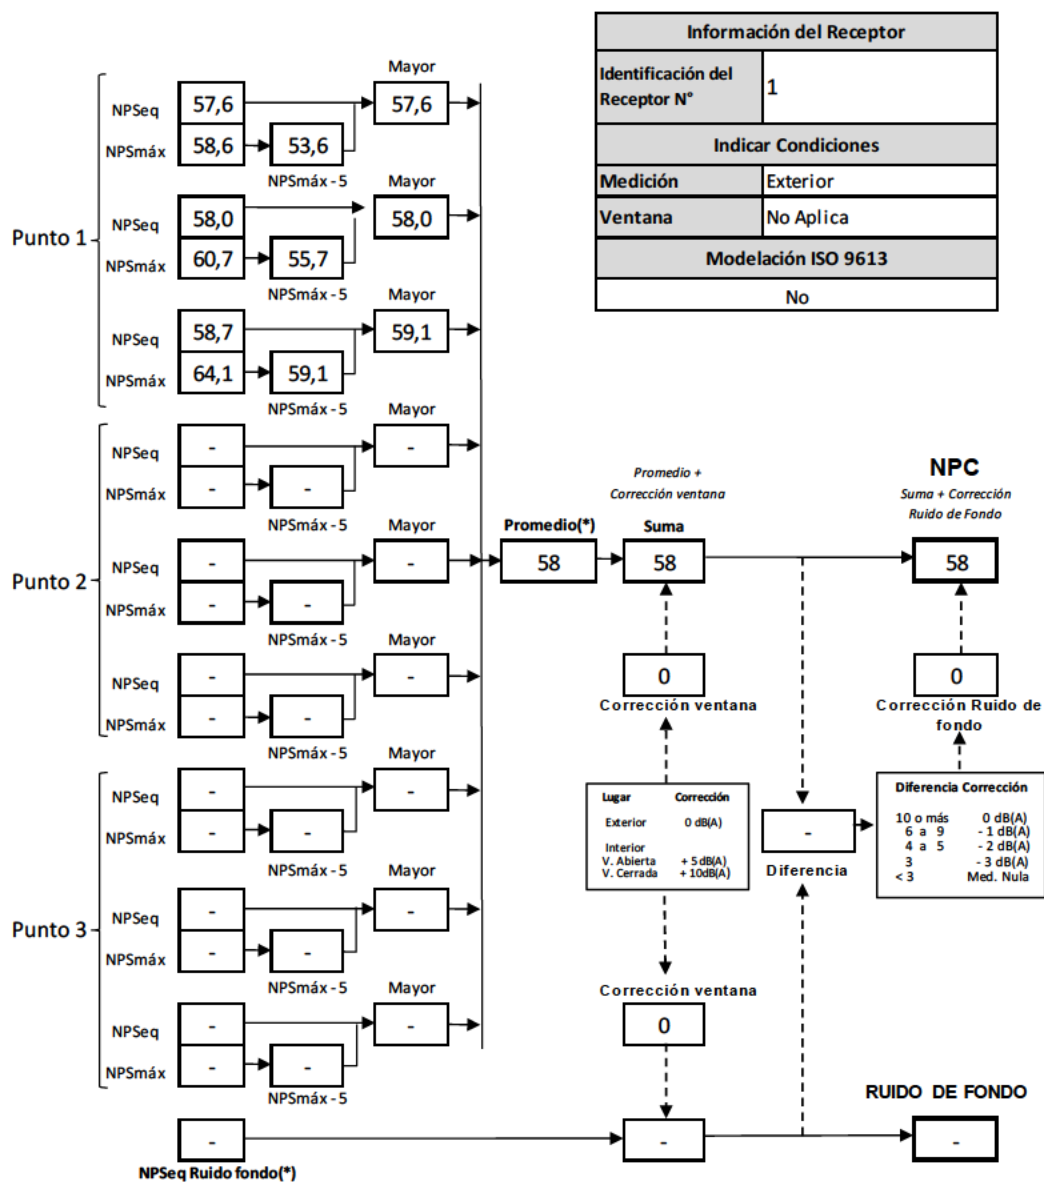 Información del Receptor
Identificación del Receptor N° 1
Indicar Condiciones
Medición Exterior
Ventana No Aplica
Modelación ISO 9613
No
Punto 1
Mayor
NPSeq 57,6 57,6
NPSmáx 58,6 53,6
NPSmáx - 5
Mayor
NPSeq 58,0 58,0
NPSmáx 60,7 55,7
NPSmáx - 5
Mayor
NPSeq 58,7 59,1
NPSmáx 64,1 59,1
NPSmáx - 5
Punto 2
Mayor
NPSeq - -
NPSmáx - -
NPSmáx - 5
Mayor
NPSeq - -
NPSmáx - -
NPSmáx - 5
Mayor
NPSeq - -
NPSmáx - -
NPSmáx - 5
Punto 3
Mayor
NPSeq - -
NPSmáx - -
NPSmáx - 5
Mayor
NPSeq - -
NPSmáx - -
NPSmáx - 5
Mayor
NPSeq - -
NPSmáx - -
NPSmáx - 5
-
NPSeq Ruido fondo(*)
Promedio(*)
58
Promedio +
Corrección ventana
Suma
58
0
Corrección ventana
Lugar Corrección
Exterior 0 dB(A)
Interior
V. Abierta + 5 dB(A)
V. Cerrada + 10dB(A)
Corrección ventana
0
-
-
Diferencia
NPC
Suma + Corrección
Ruido de Fondo
58
0
Corrección Ruido de
fondo
Diferencia Corrección
10 o más 0 dB(A)
6 a 9 - 1 dB(A)
4 a 5 - 2 dB(A)
3 - 3 dB(A)
< 3 Med. Nula
RUIDO DE FONDO
-